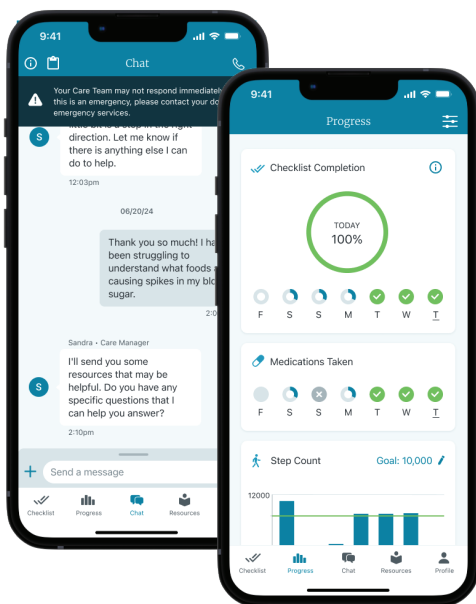 9:41
Chat
Your Care Team may not respond immediately
this is an emergency, please contact your do
emergency services.
S
direction. Let me know if
there is anything else I can
do to help.
12:03pm
06/20/24
Thank you so much! I ha
been struggling to
understand what foods a
causing spikes in my blo
sugar.
2:0
Sandra • Care Manager
S
I'll send you some
resources that may be
helpful. Do you have any
specific questions that I
can help you answer?
2:10pm
Send a message
Checklist
Progress
Chat
Resources
9:41
Progress
Checklist Completion
TODAY
100%
F S S M T W T
Medications Taken
F S S M T W T
Step Count
Goal: 10,000
12000
Checklist
Progress
Chat
Resources
Profile